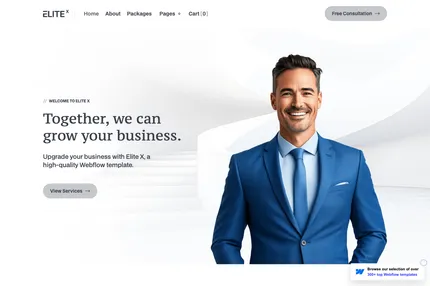 ELITE X
Home About Packages Pages Cart (0) Free Consultation →
// WELCOME TO ELITE X
Together, we can
grow your business.
Upgrade your business with Elite X, a
high-quality Webflow template.
View Services →
Browse our selection of over
300+ top Webflow templates